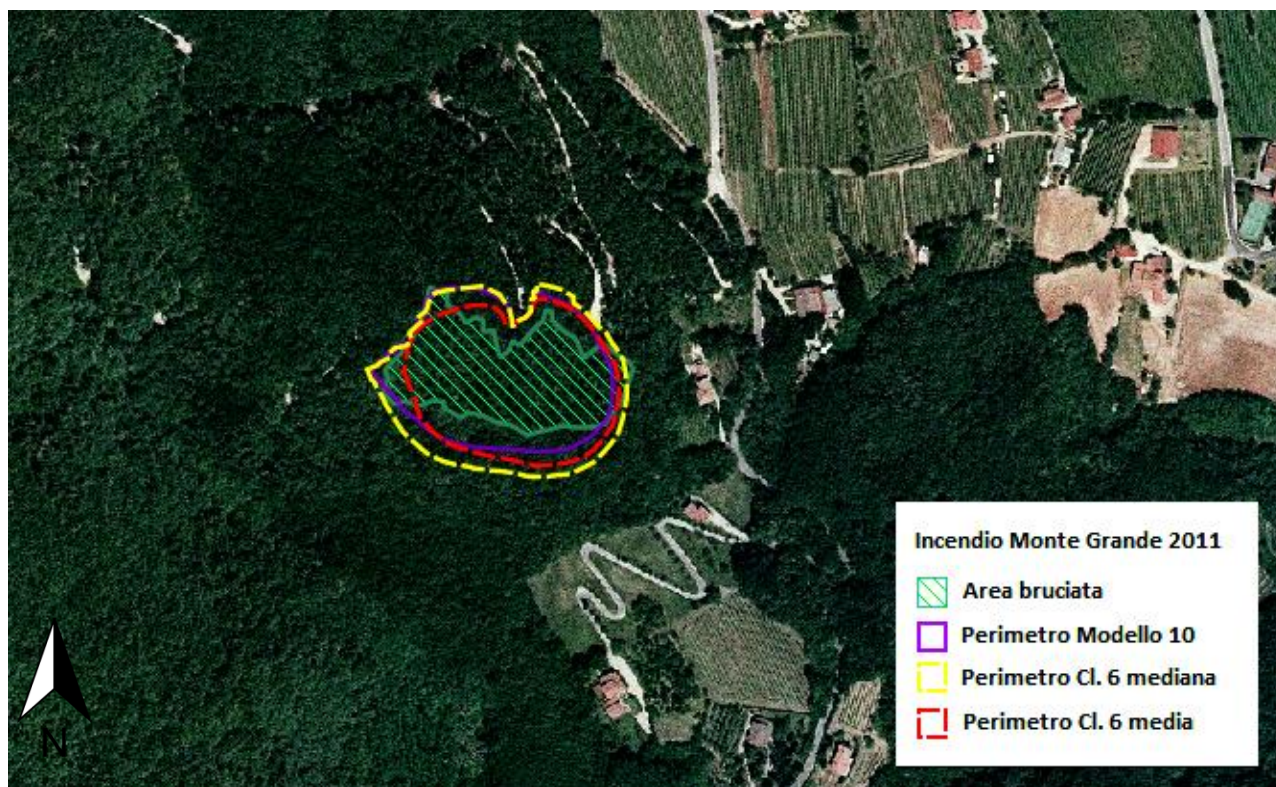 Incendio Monte Grande 2011
Area bruciata
Perimetro Modello 10
Perimetro Cl. 6 mediana
Perimetro Cl. 6 media
N